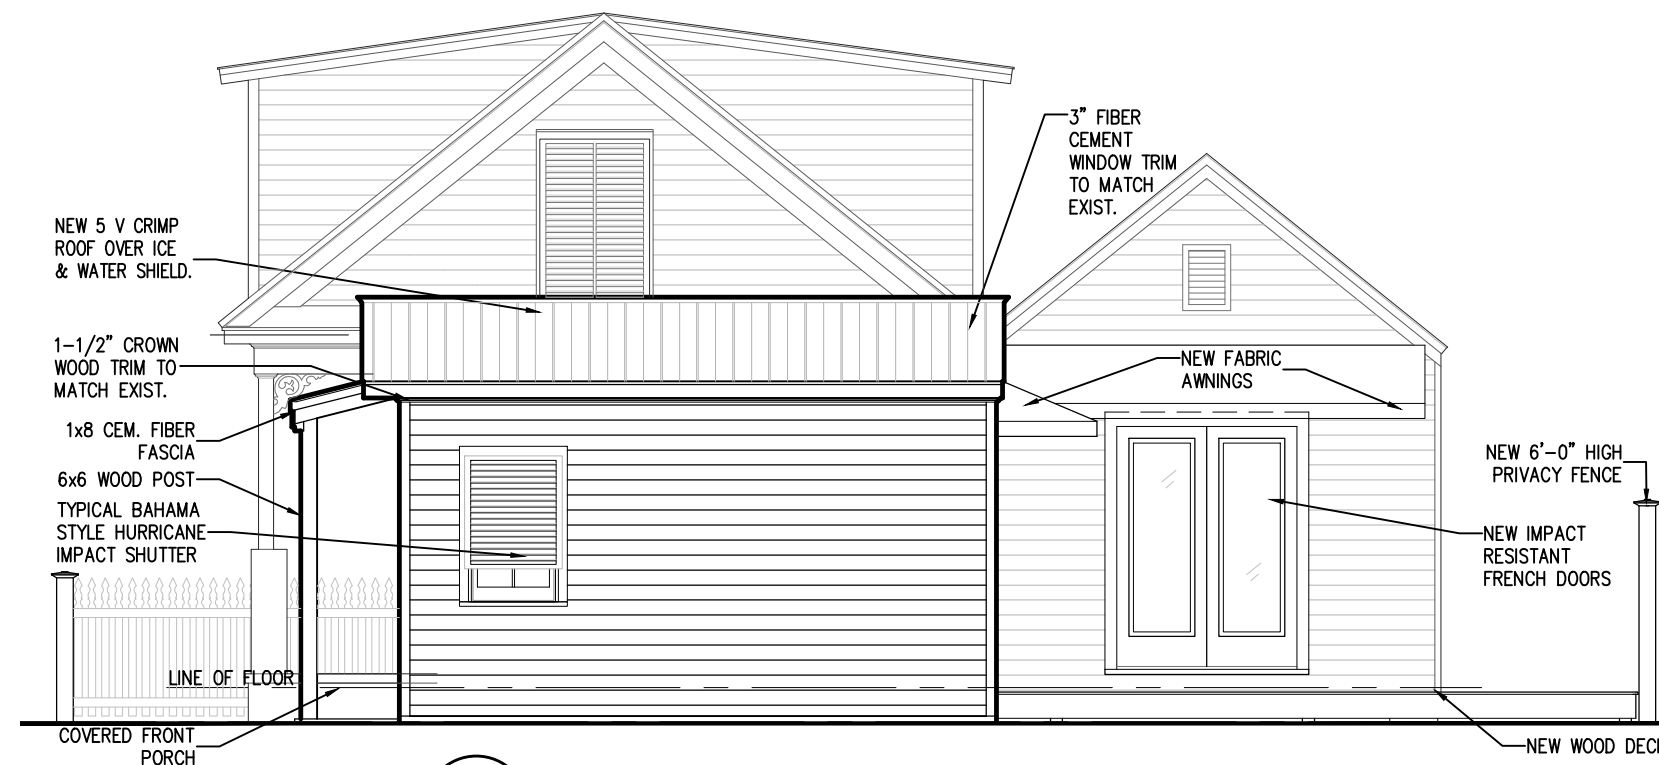 3" FIBER
CEMENT
WINDOW TRIM
TO MATCH
EXIST.
NEW 5 V CRIMP
ROOF OVER ICE
& WATER SHIELD.
1-1/2" CROWN
WOOD TRIM TO
MATCH EXIST.
NEW FABRIC
AWNINGS
1x8 CEM. FIBER
FASCIA
6x6 WOOD POST
TYPICAL BAHAMA
STYLE HURRICANE
IMPACT SHUTTER
NEW 6'-0" HIGH
PRIVACY FENCE
NEW IMPACT
RESISTANT
FRENCH DOORS
LINE OF FLOOR
COVERED FRONT
PORCH
NEW WOOD DEC